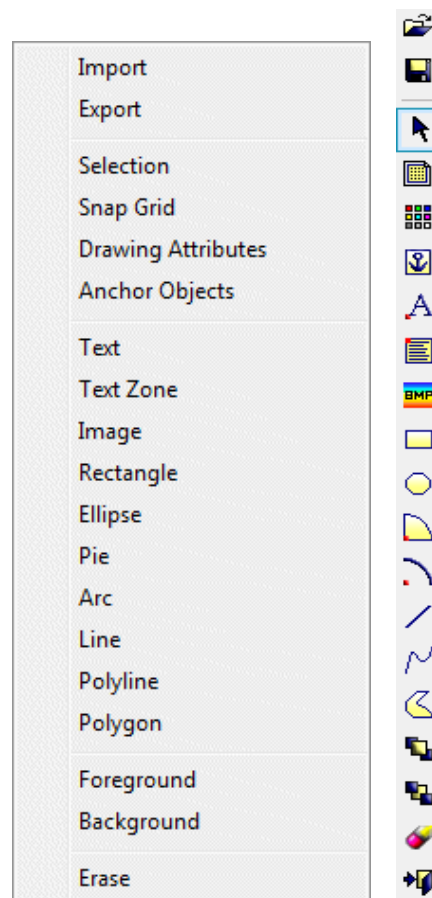 Import
Export
Selection
Snap Grid
Drawing Attributes
Anchor Objects
Text
Text Zone
Image
BMP
Rectangle
Ellipse
Pie
Arc
Line
Polyline
Polygon
Foreground
Background
Erase